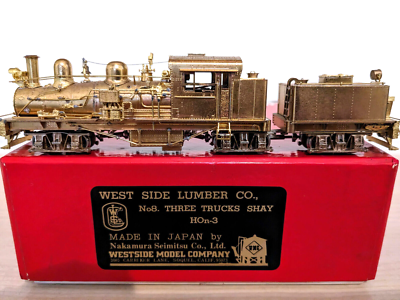 WEST SIDE LUMBER CO.,
No8. THREE TRUCKS SHAY
HOn-3
MADE IN JAPAN by
Nakamura Seimitsu Co., Ltd.
WESTSIDE MODEL COMPANY